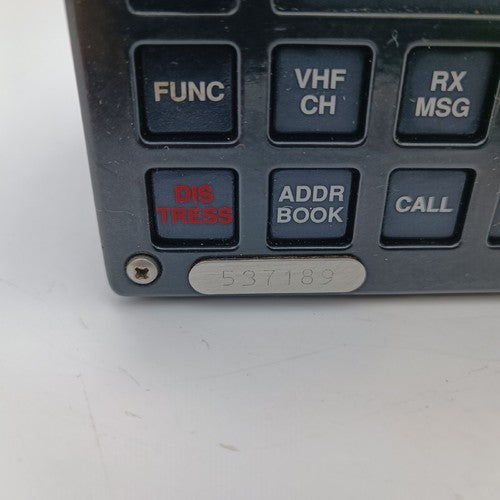 FUNC
VHF
CH
RX
MSG
DIS
TRESS
ADDR
BOOK
CALL
537189